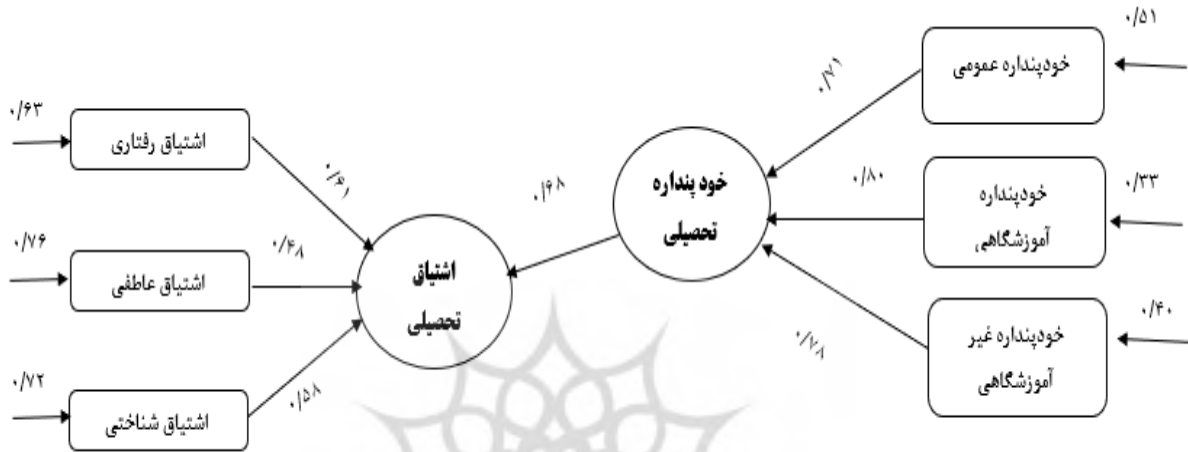 ۰/۵۱
خودپنداره عمومی
۰/۷۱
۰/۳۳
خودپنداره
آموزشگاهی
۰/۸۰
۰/۴۰
خودپنداره غیر
آموزشگاهی
۰/۷۸
خود پنداره
تحصیلی
۰/۶۸
اشتیاق
تحصیلی
۰/۶۳
اشتیاق رفتاری
۰/۶۱
۰/۷۶
اشتیاق عاطفی
۰/۴۸
۰/۷۲
اشتیاق شناختی
۰/۵۸